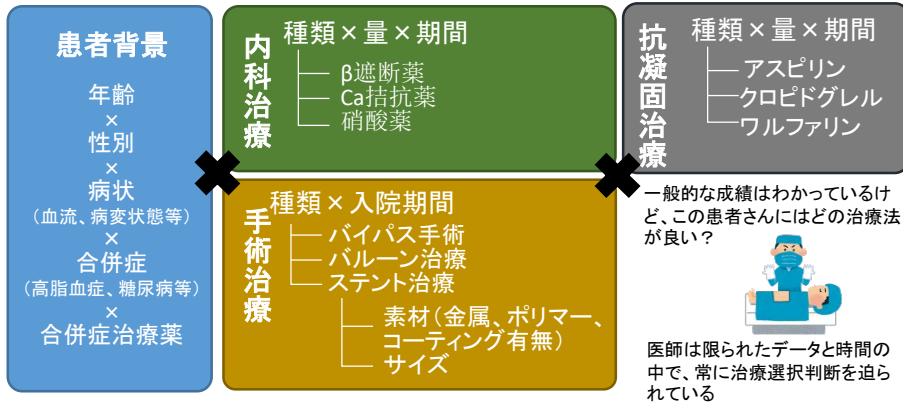 患者背景
年齢
×
性別
×
病状
（血流、病変状態等）
×
合併症
（高脂血症、糖尿病等）
×
合併症治療薬
内科治療
種類×量×期間
β遮断薬
Ca拮抗薬
硝酸薬
手術治療
種類×入院期間
バイパス手術
バルーン治療
ステント治療
素材（金属、ポリマー、
コーティング有無）
サイズ
抗凝固治療
種類×量×期間
アスピリン
クロピドグレル
ワルファリン
一般的な成績はわかっているけ
ど、この患者さんにはどの治療法
が良い？
医師は限られたデータと時間の
中で、常に治療選択判断を迫ら
れている